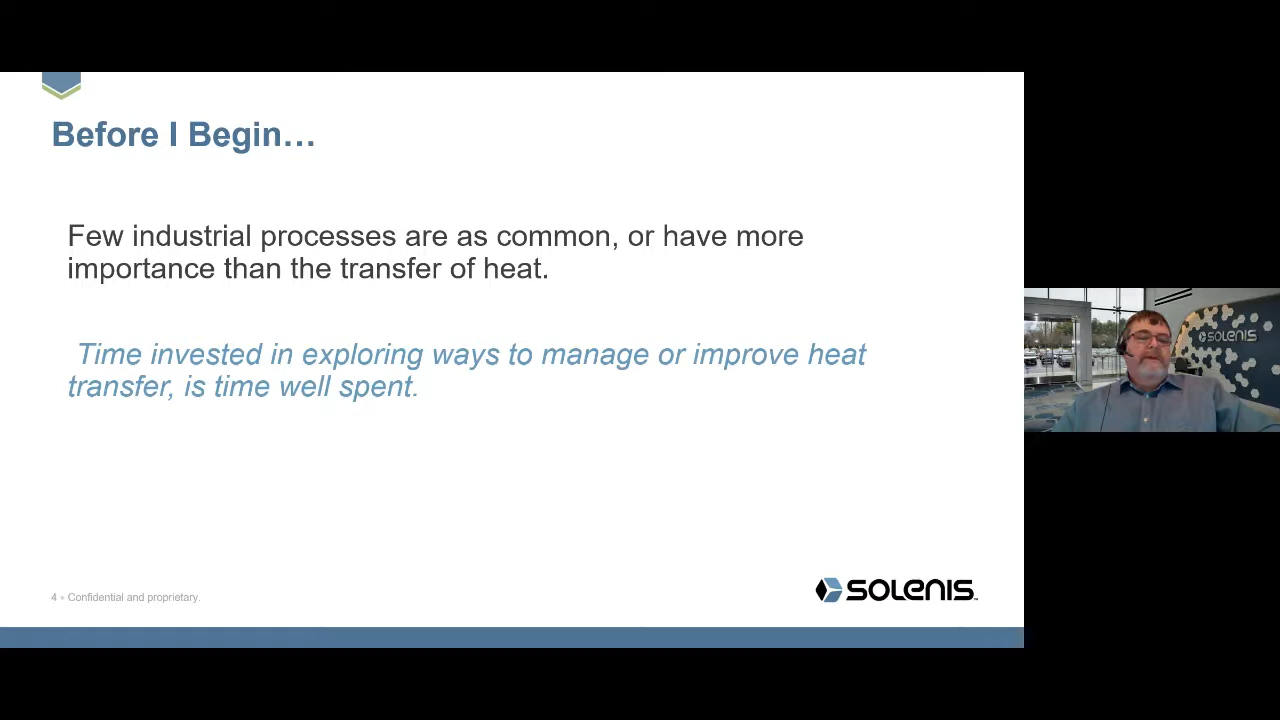 Before I Begin…
Few industrial processes are as common, or have more
importance than the transfer of heat.
Time invested in exploring ways to manage or improve heat
transfer, is time well spent.
4 • Confidential and proprietary.
SOLENIS™
SOLENIS